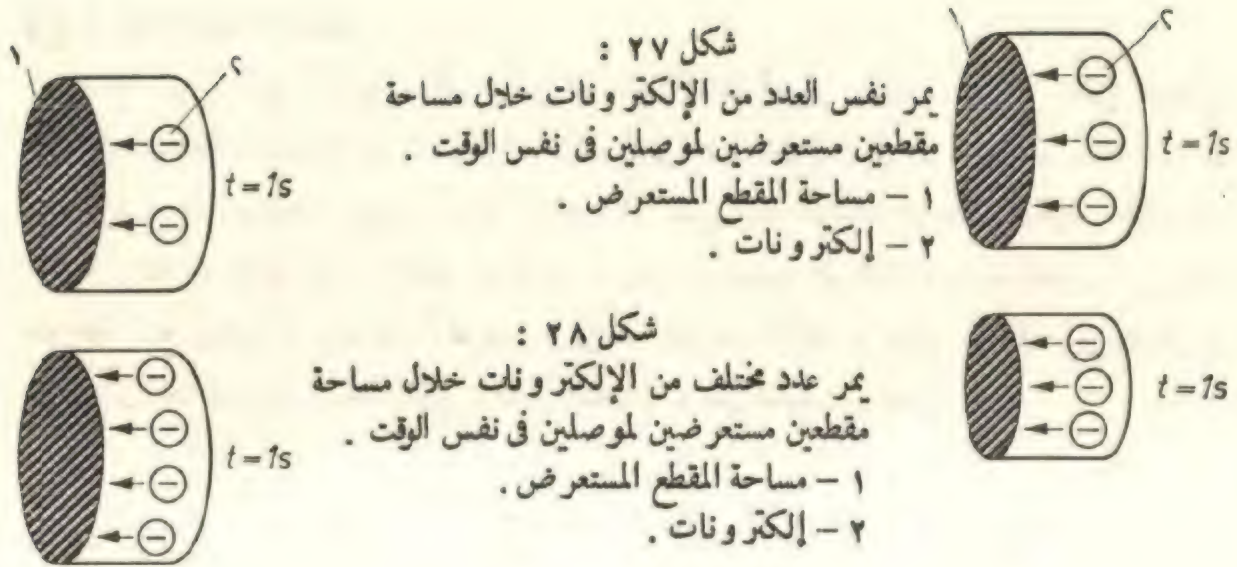 شكل ٢٧ :
يمر نفس العدد من الإلكترونات خلال مساحة
مقطعين مستعرضين لموصلين فى نفس الوقت .
١ – مساحة المقطع المستعرض .
٢ – إلكترونات .
١
٢
t = 1s
١
٢
t = 1s
شكل ٢٨ :
يمر عدد مختلف من الإلكترونات خلال مساحة
مقطعين مستعرضين لموصلين فى نفس الوقت .
١ – مساحة المقطع المستعرض .
٢ – إلكترونات .
t = 1s
t = 1s